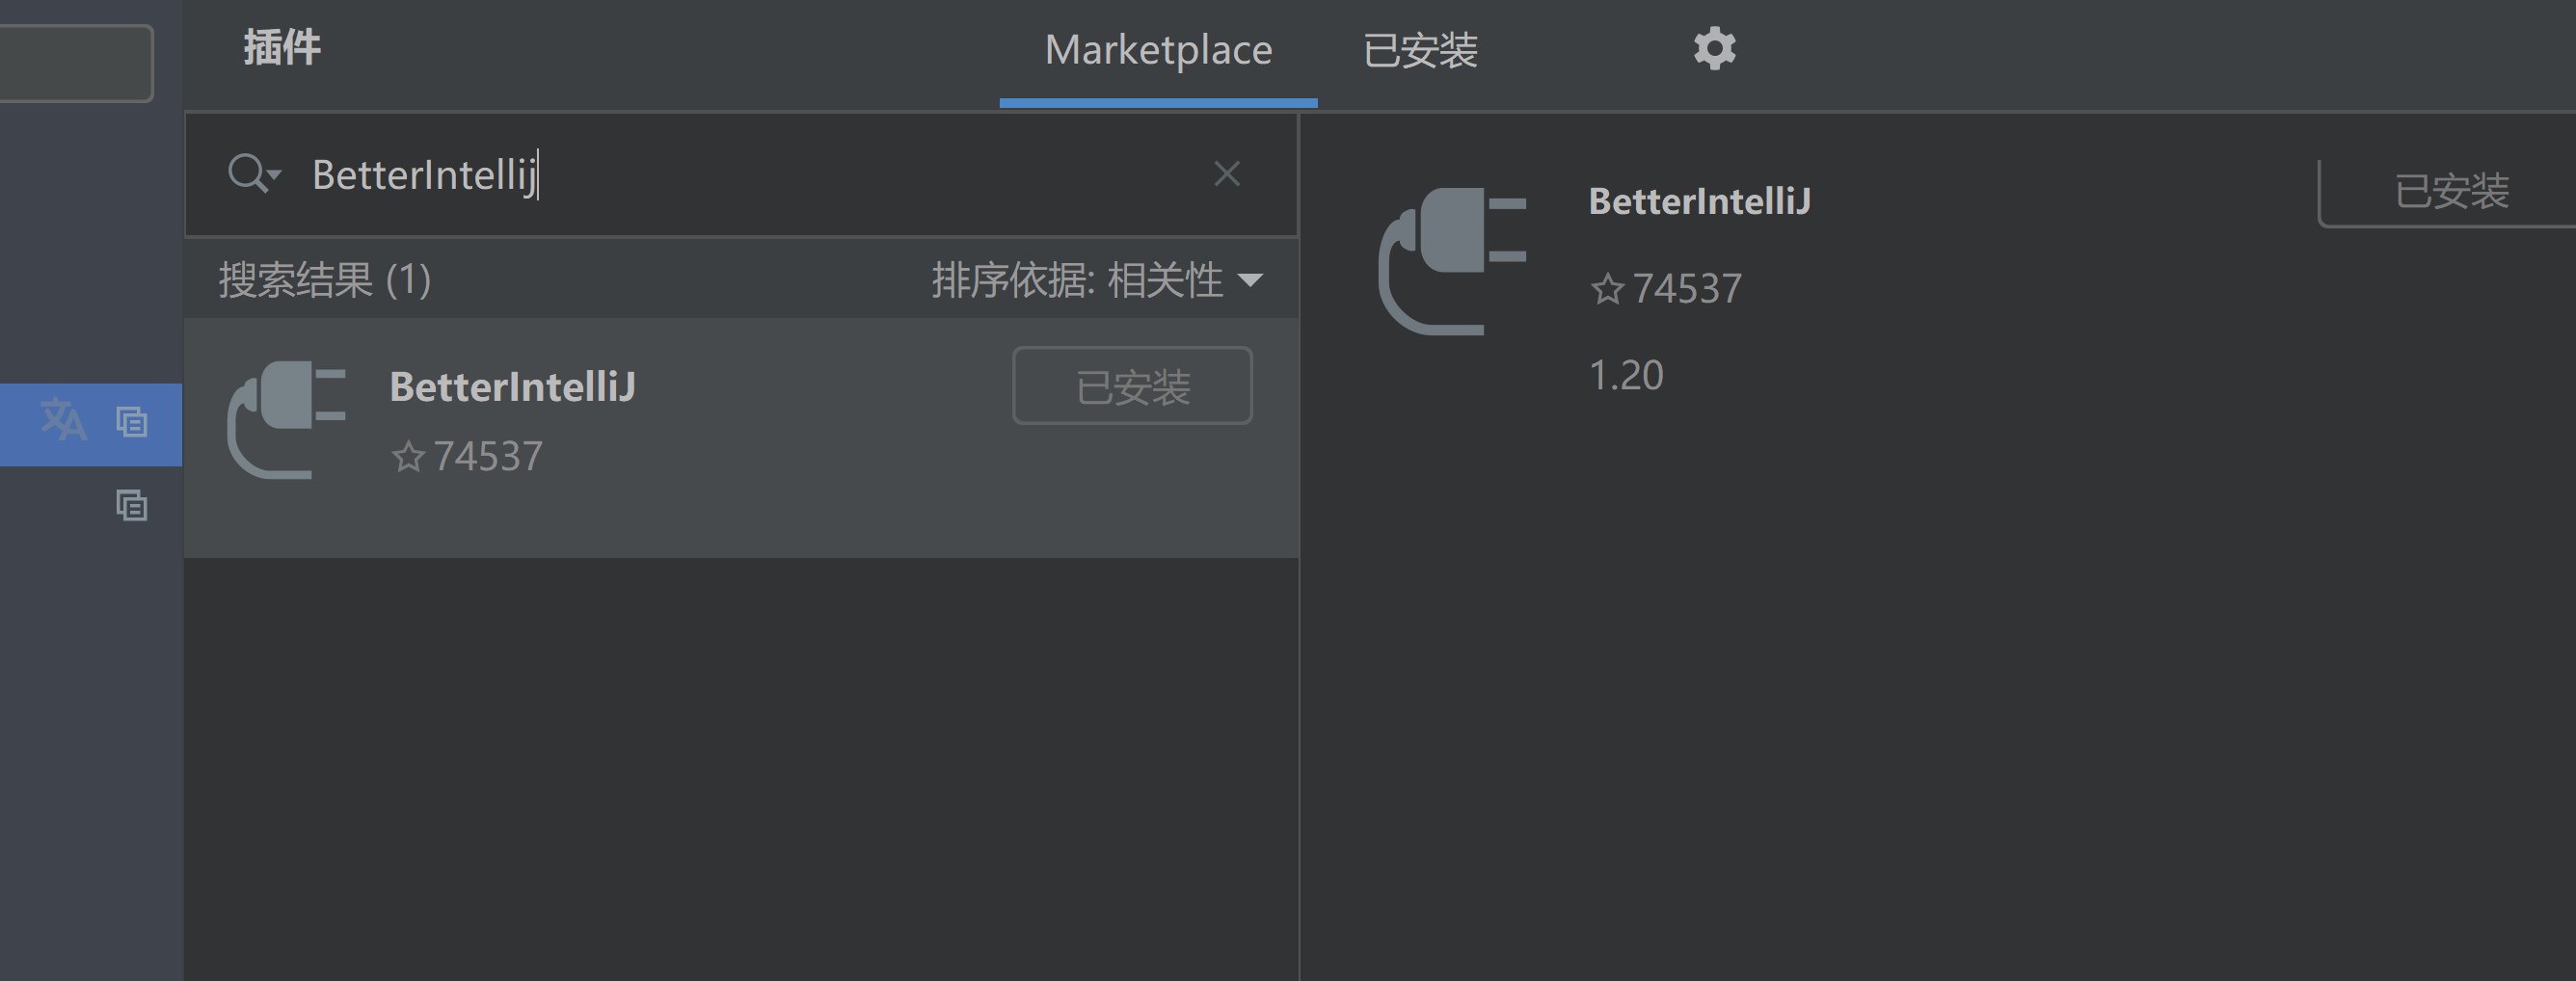 插件
Marketplace
已安装
BetterIntellij
搜索结果 (1)
排序依据: 相关性
BetterIntelliJ
已安装
74537
BetterIntelliJ
已安装
74537
1.20